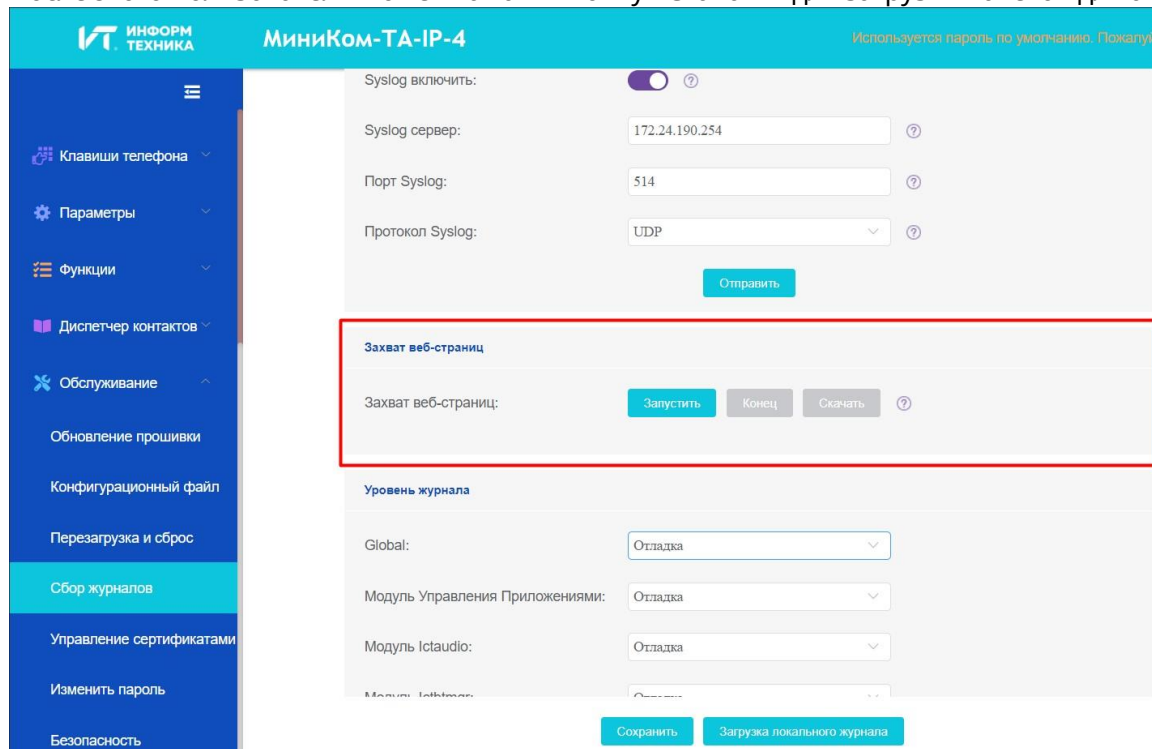 ИНФОРМ
ТЕХНИКА
МиниКом-TA-IP-4
Используется пароль по умолчанию.
Syslog включить:
Клавиши телефона
Syslog сервер: 172.24.190.254
Параметры
Порт Syslog: 514
Протокол Syslog: UDP
Функции
Отправить
Диспетчер контактов
Захват веб-страниц
Обслуживание
Захват веб-страниц: Запустить Конец Скачать
Обновление прошивки
Конфигурационный файл
Уровень журнала
Перезагрузка и сброс
Global: Отладка
Сбор журналов
Модуль Управления Приложениями: Отладка
Управление сертификатами
Модуль Ictaudio: Отладка
Изменить пароль
Сохранить Загрузка локального журнала
Безопасность